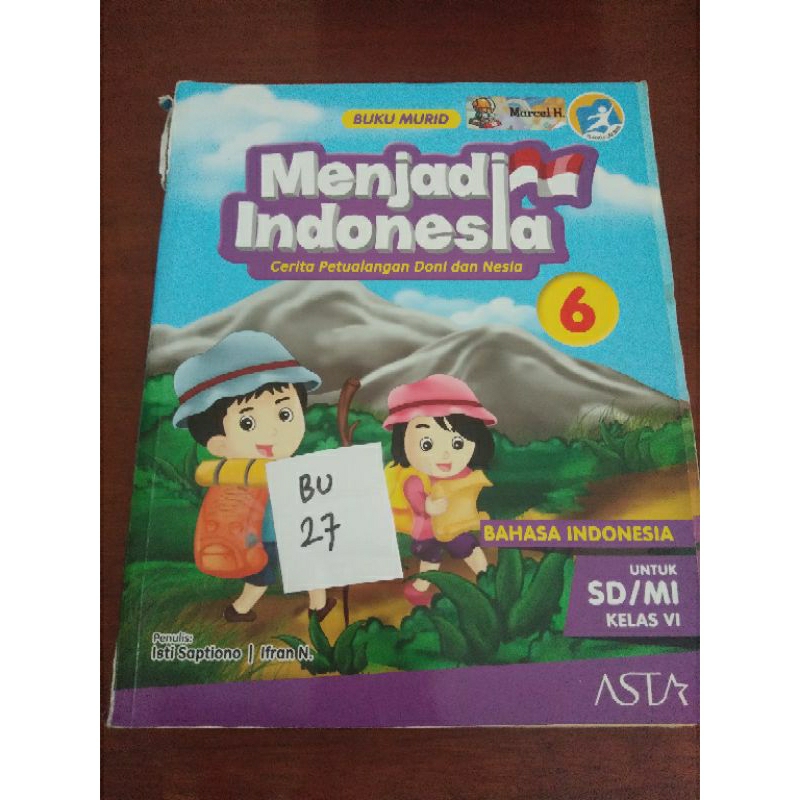 BUKU MURID
Marcel H.
Menjadi
Indonesia
Cerita Petualangan Doni dan Nesia
6
BU
27
BAHASA INDONESIA
UNTUK
SD/MI
KELAS VI
Penulis:
Isti Saptiono | Ifran N.
ASTA